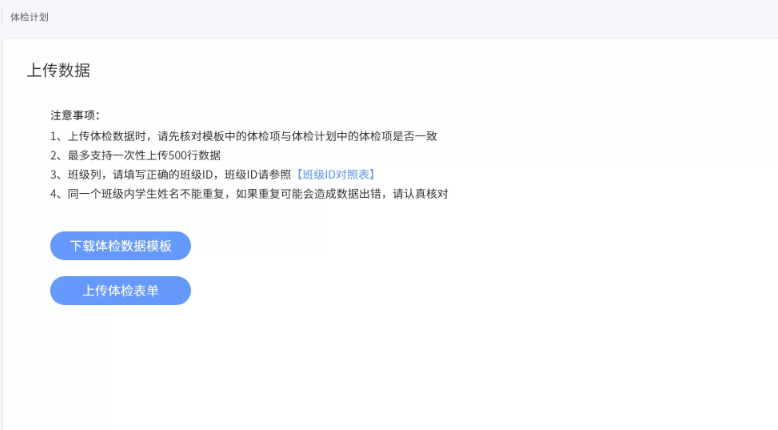 体检计划
上传数据
注意事项：
1、上传体检数据时，请先核对模板中的体检项与体检计划中的体检项是否一致
2、最多支持一次性上传500行数据
3、班级列，请填写正确的班级ID，班级ID请参照【班级ID对照表】
4、同一个班级内学生姓名不能重复，如果重复可能会造成数据出错，请认真核对
下载体检数据模板
上传体检表单